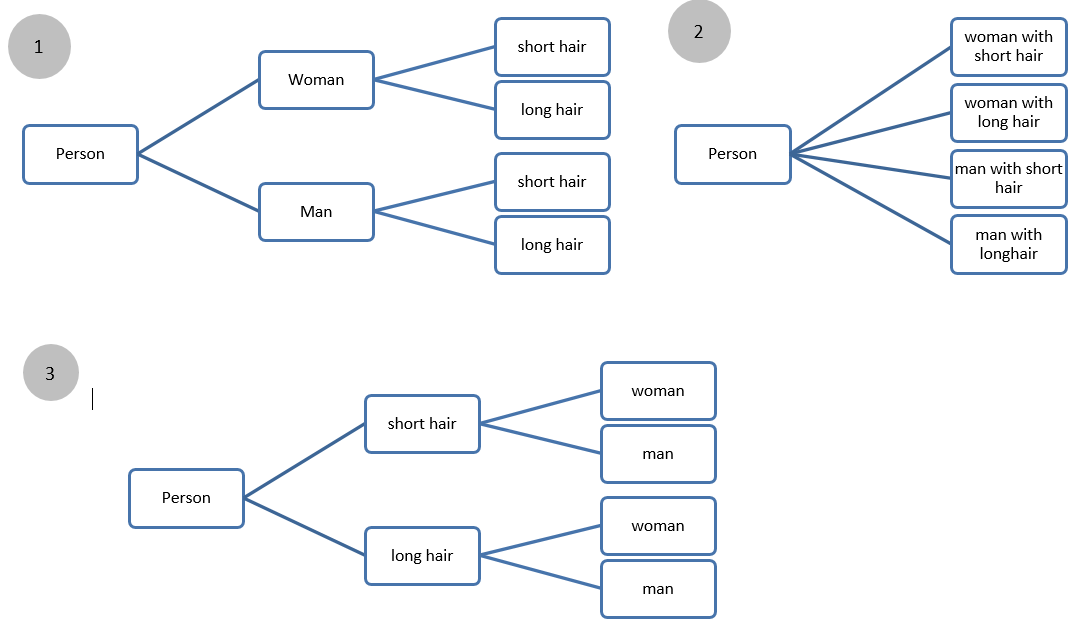 1
Person
Woman
short hair
long hair
Man
short hair
long hair
2
Person
woman with
short hair
woman with
long hair
man with short
hair
man with
longhair
3
Person
short hair
woman
man
long hair
woman
man